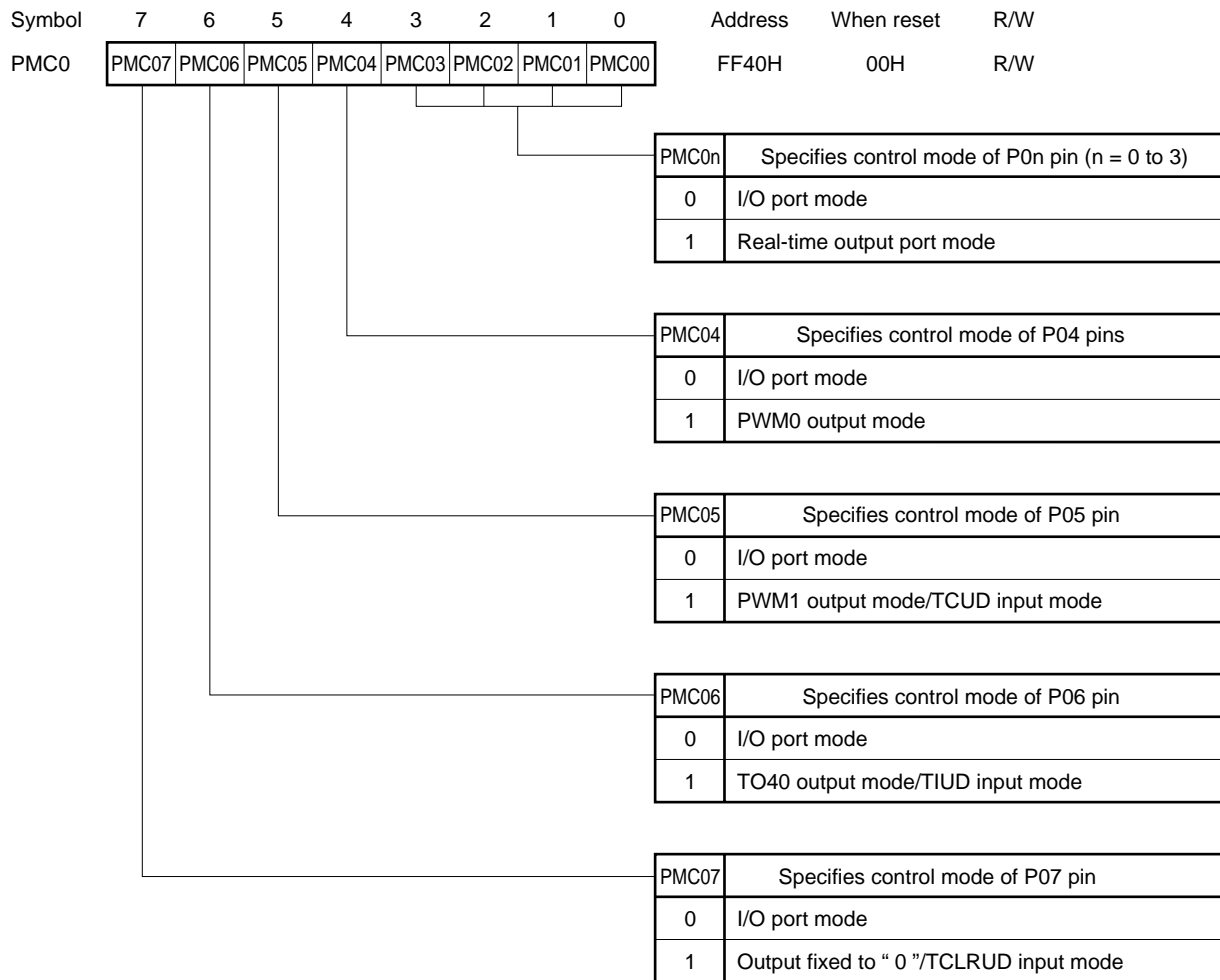 Symbol 7 6 5 4 3 2 1 0 Address When reset R/W
PMC0 PMC07 PMC06 PMC05 PMC04 PMC03 PMC02 PMC01 PMC00 FF40H 00H R/W
PMC0n Specifies control mode of P0n pin (n = 0 to 3)
0 I/O port mode
1 Real-time output port mode
PMC04 Specifies control mode of P04 pins
0 I/O port mode
1 PWM0 output mode
PMC05 Specifies control mode of P05 pin
0 I/O port mode
1 PWM1 output mode/TCUD input mode
PMC06 Specifies control mode of P06 pin
0 I/O port mode
1 TO40 output mode/TIUD input mode
PMC07 Specifies control mode of P07 pin
0 I/O port mode
1 Output fixed to “ 0 ”/TCLRUD input mode